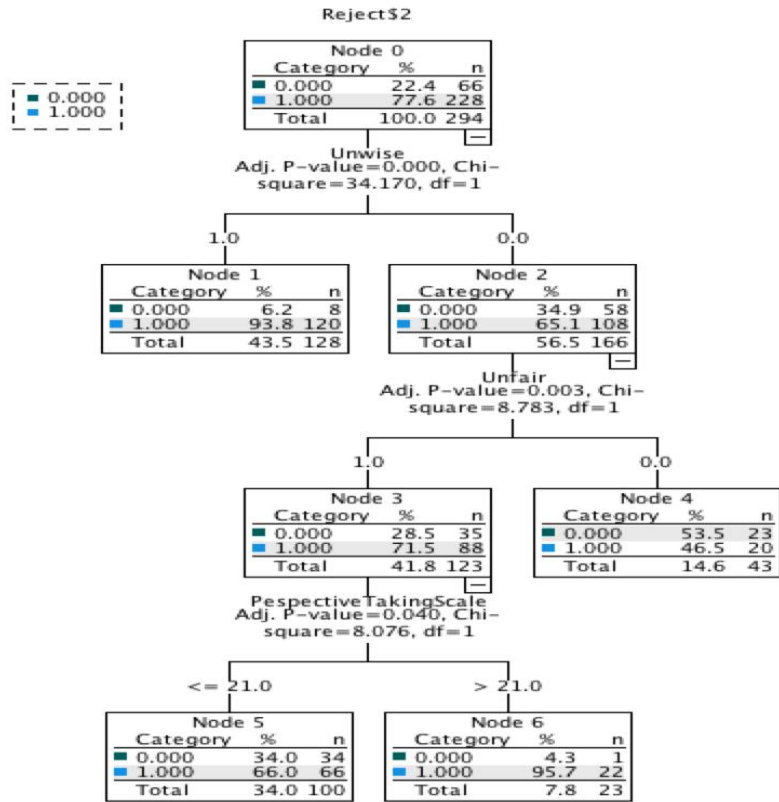 Reject$2
0.000
1.000
Node 0
Category % n
0.000 22.4 66
1.000 77.6 228
Total 100.0 294
Unwise
Adj. P-value=0.000, Chi-
square=34.170, df=1
1.0 0.0
Node 1
Category % n
0.000 6.2 8
1.000 93.8 120
Total 43.5 128
Node 2
Category % n
0.000 34.9 58
1.000 65.1 108
Total 56.5 166
Unfair
Adj. P-value=0.003, Chi-
square=8.783, df=1
1.0 0.0
Node 3
Category % n
0.000 28.5 35
1.000 71.5 88
Total 41.8 123
Node 4
Category % n
0.000 53.5 23
1.000 46.5 20
Total 14.6 43
PespectiveTakingScale
Adj. P-value=0.040, Chi-
square=8.076, df=1
<= 21.0 > 21.0
Node 5
Category % n
0.000 34.0 34
1.000 66.0 66
Total 34.0 100
Node 6
Category % n
0.000 4.3 1
1.000 95.7 22
Total 7.8 23